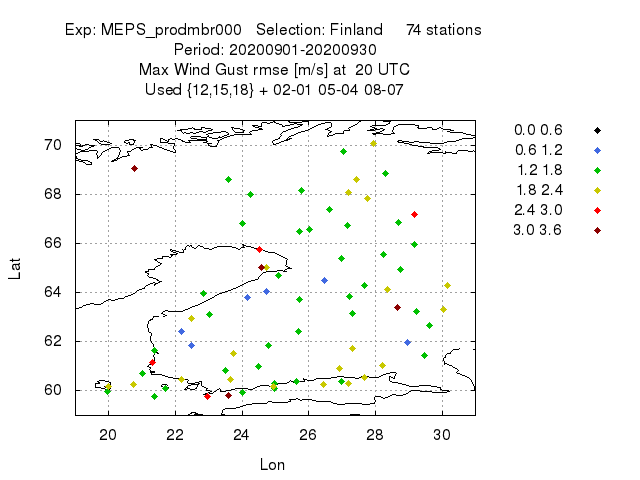 Exp: MEPS_prodmbr000 Selection: Finland 74 stations
Period: 20200901-20200930
Max Wind Gust rmse [m/s] at 20 UTC
Used {12,15,18} + 02-01 05-04 08-07
70
68
66
64
62
60
Lat
20 22 24 26 28 30
Lon
0.0 0.6
0.6 1.2
1.2 1.8
1.8 2.4
2.4 3.0
3.0 3.6